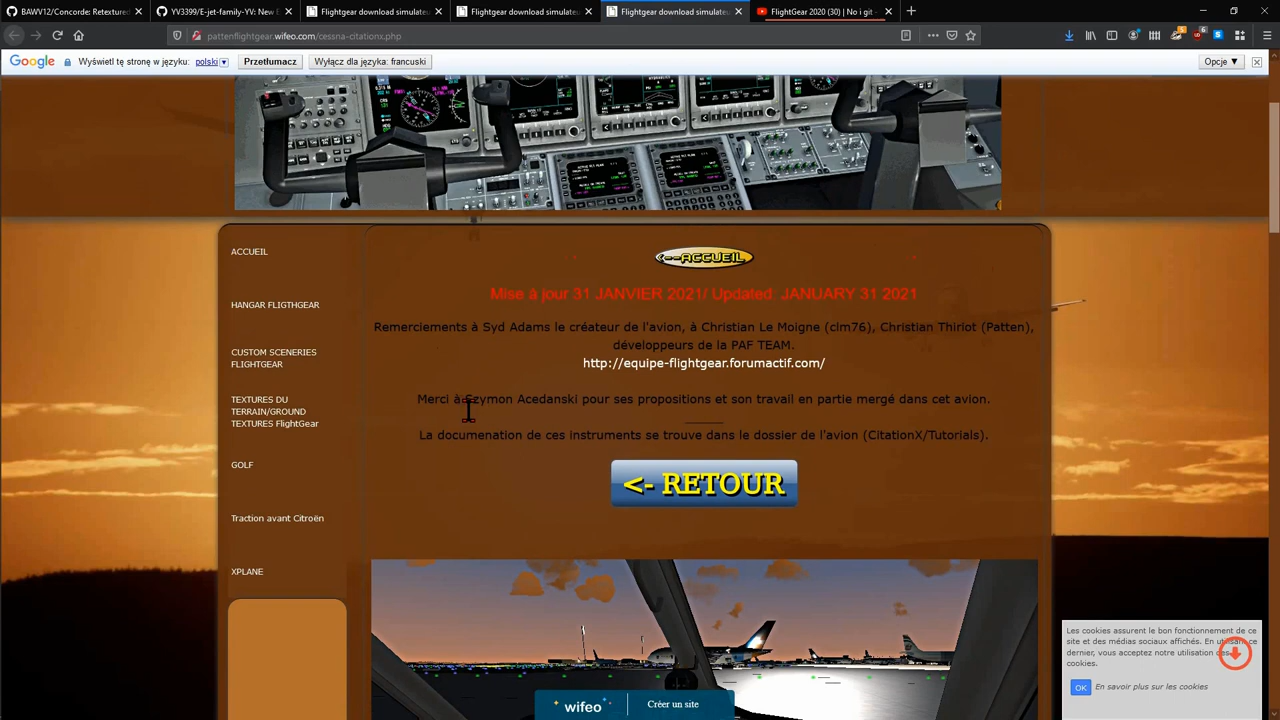 BAWV12/Concorde: Retextured
YV3399/E-jet-family-YV: New E
Flightgear download simulateu
Flightgear download simulateu
Flightgear download simulateu
FlightGear 2020 (30) | No i git -
pattenflightgear.wifeo.com/cessna-citationx.php
Google Wyświetl tę stronę w języku: polski Przetłumacz Wyłącz dla języka: francuski Opcje ▼
ACCUEIL
HANGAR FLIGTHGEAR
CUSTOM SCENERIES
FLIGHTGEAR
TEXTURES DU
TERRAIN/GROUND
TEXTURES FlightGear
GOLF
Traction avant Citroën
XPLANE
<--ACCUEIL
Mise à jour 31 JANVIER 2021/ Updated: JANUARY 31 2021
Remerciements à Syd Adams le créateur de l'avion, à Christian Le Moigne (clm76), Christian Thiriot (Patten),
développeurs de la PAF TEAM.
http://equipe-flightgear.forumactif.com/
Merci à Szymon Acedanski pour ses propositions et son travail en partie mergé dans cet avion.
La documenation de ces instruments se trouve dans le dossier de l'avion (CitationX/Tutorials).
<- RETOUR
wifeo Créer un site
Les cookies assurent le bon fonctionnement de ce
site et des médias sociaux affichés. En utilisant ce
dernier, vous acceptez notre utilisation des
cookies.
OK En savoir plus sur les cookies